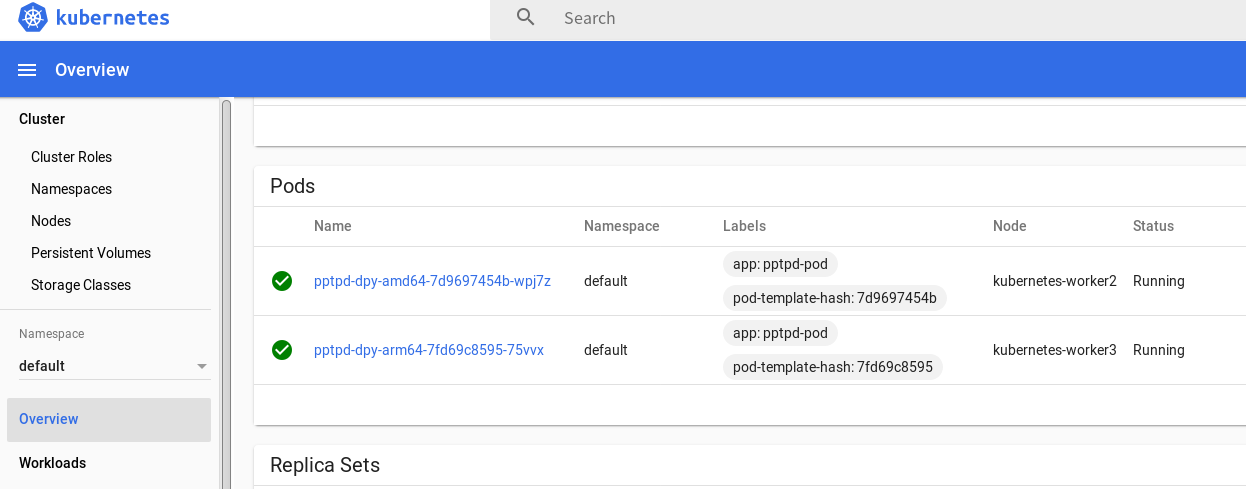 kubernetes
Search
Overview
Cluster
Cluster Roles
Namespaces
Nodes
Persistent Volumes
Storage Classes
Namespace
default
Overview
Workloads
Pods
Name Namespace Labels Node Status
pptpd-dpy-amd64-7d9697454b-wpj7z default app: pptpd-pod pod-template-hash: 7d9697454b kubernetes-worker2 Running
pptpd-dpy-arm64-7fd69c8595-75vvx default app: pptpd-pod pod-template-hash: 7fd69c8595 kubernetes-worker3 Running
Replica Sets